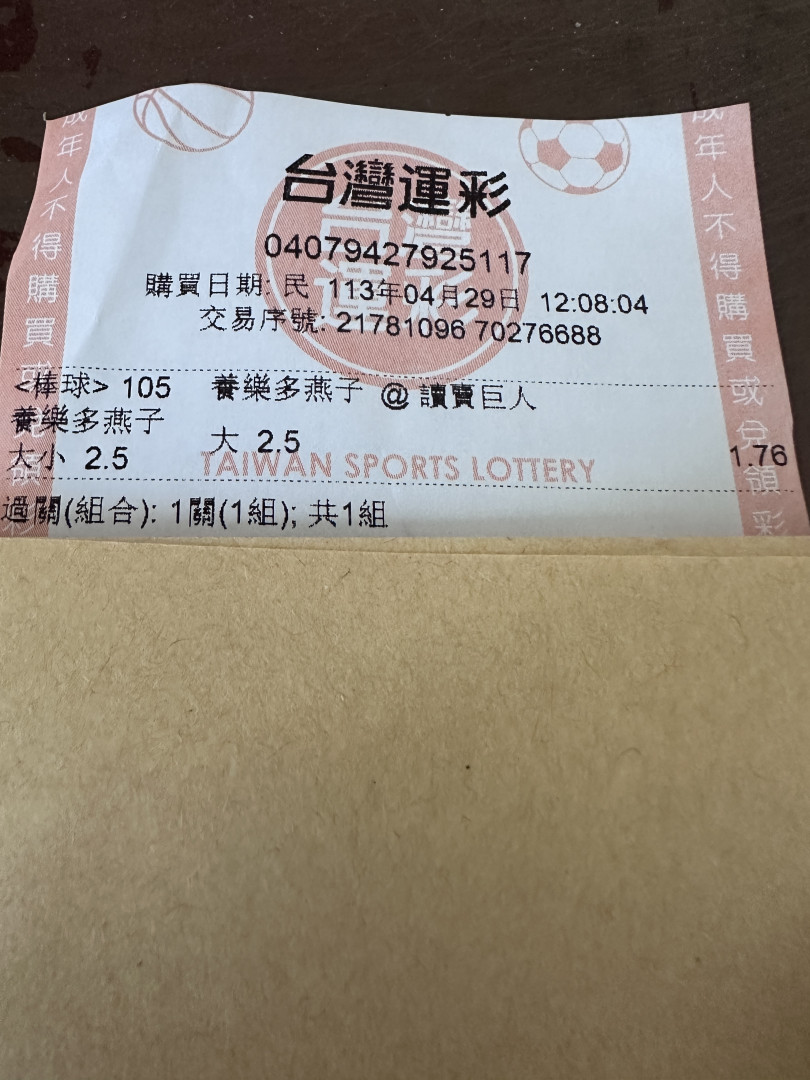 台灣運彩
04079427925117
購買日期: 民 113年04月29日 12:08:04
交易序號: 21781096 70276688
<棒球> 105 養樂多燕子 @ 讀賣巨人
養樂多燕子
大小 2.5 大 2.5 1.76
TAIWAN SPORTS LOTTERY
過關(組合): 1關(1組); 共1組
成年人不得購買
成年人不得購買或兌領彩